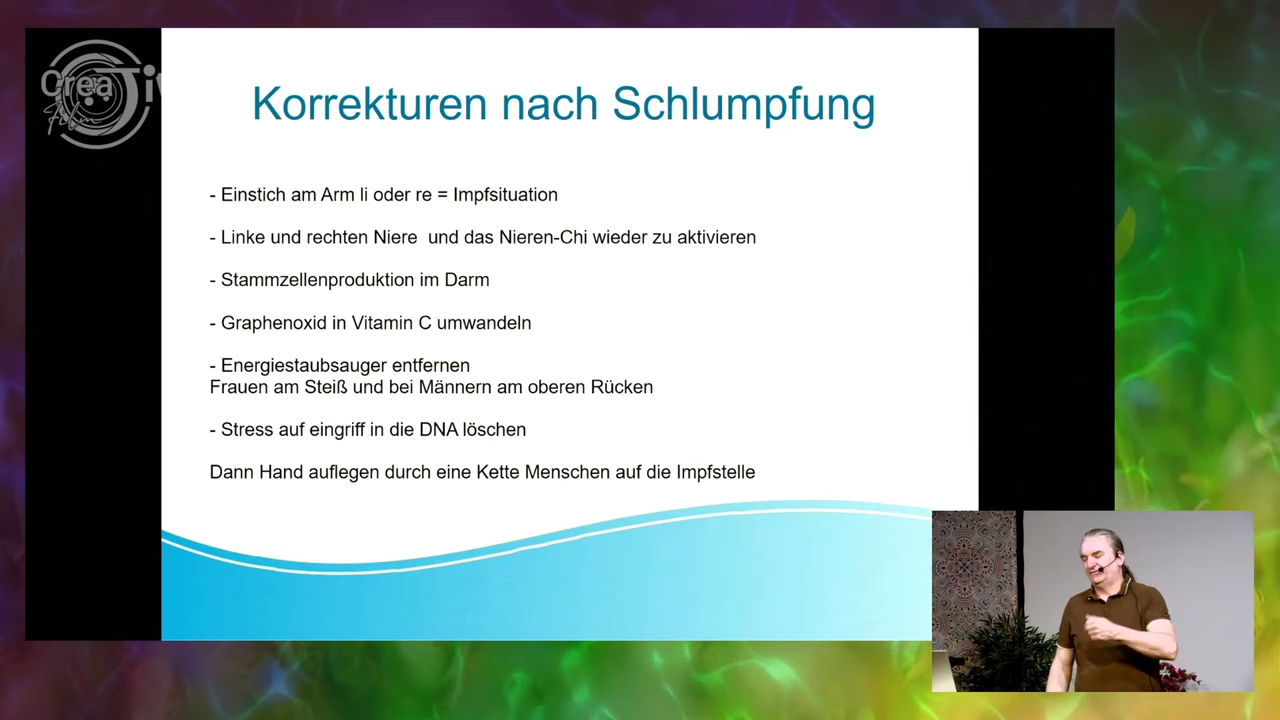 Creativ
Film
Korrekturen nach Schlumpfung
- Einstich am Arm li oder re = Impfsituation
- Linke und rechten Niere  und das Nieren-Chi wieder zu aktivieren
- Stammzellenproduktion im Darm
- Graphenoxid in Vitamin C umwandeln
- Energiestaubsauger entfernen
Frauen am Steiß und bei Männern am oberen Rücken
- Stress auf eingriff in die DNA löschen
Dann Hand auflegen durch eine Kette Menschen auf die Impfstelle